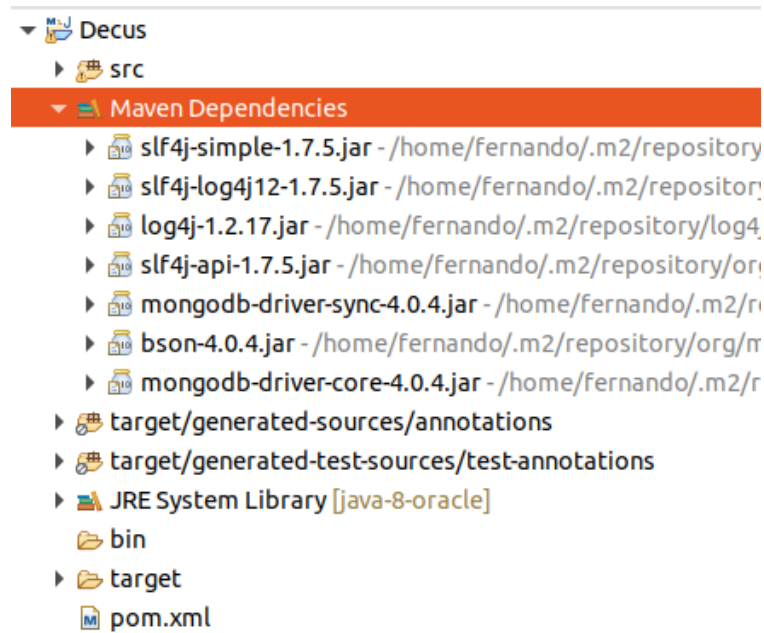 Decus
src
Maven Dependencies
slf4j-simple-1.7.5.jar - /home/fernando/.m2/repository
slf4j-log4j12-1.7.5.jar - /home/fernando/.m2/repository
log4j-1.2.17.jar - /home/fernando/.m2/repository/log4j
slf4j-api-1.7.5.jar - /home/fernando/.m2/repository/org
mongodb-driver-sync-4.0.4.jar - /home/fernando/.m2/re
bson-4.0.4.jar - /home/fernando/.m2/repository/org/m
mongodb-driver-core-4.0.4.jar - /home/fernando/.m2/r
target/generated-sources/annotations
target/generated-test-sources/test-annotations
JRE System Library [java-8-oracle]
bin
target
pom.xml